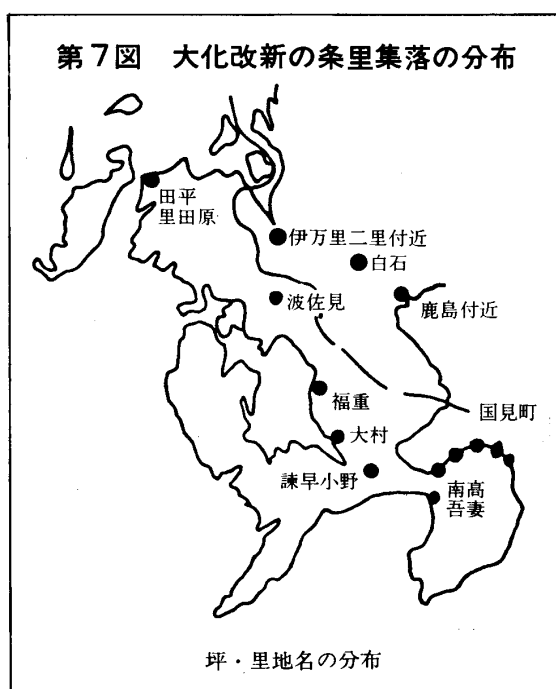 第7図　大化改新の条里集落の分布
田平
里田原
伊万里二里付近
白石
波佐見
鹿島付近
福重
国見町
大村
諫早小野
南高
吾妻
坪・里地名の分布